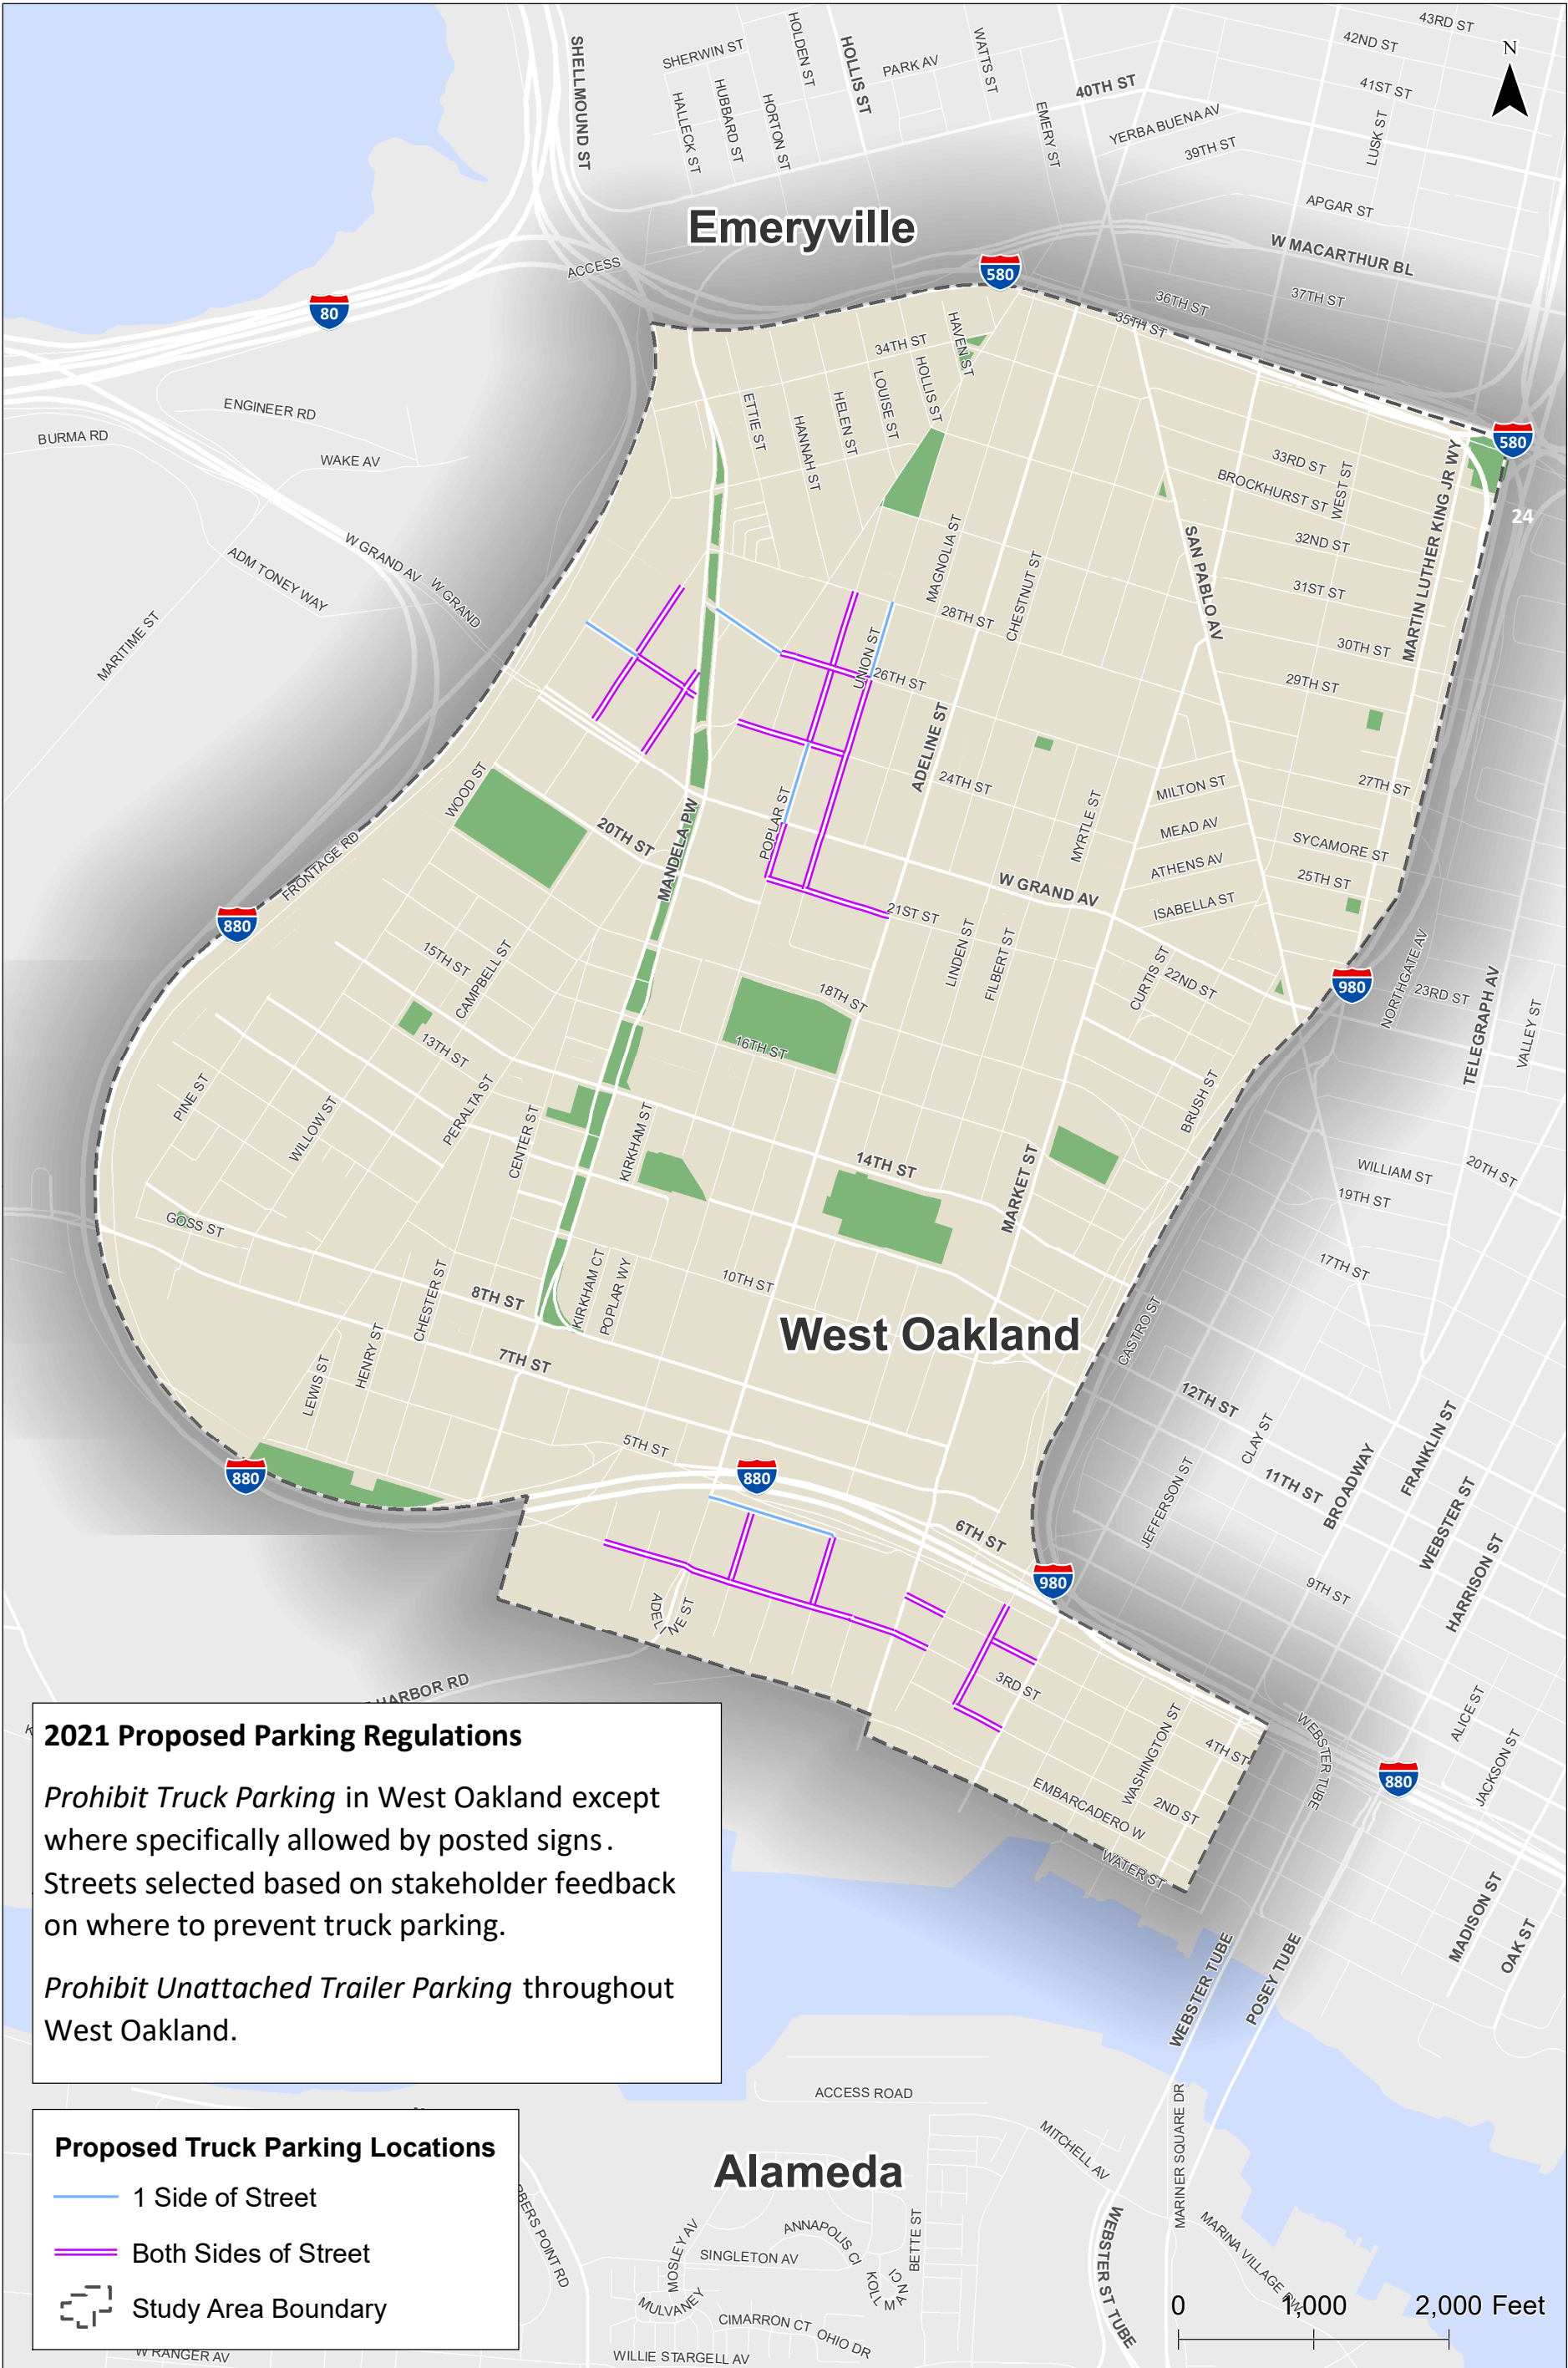 43RD ST
42ND ST
41ST ST
N
SHELLMOUND ST
SHERWIN ST
HOLDEN ST
HOLLIS ST
PARK AV
WATTS ST
40TH ST
HALLECK ST
HUBBARD ST
HORTON ST
EMERY ST
YERBA BUENA AV
39TH ST
LUSK ST
APGAR ST
Emeryville
W MACARTHUR BL
ACCESS
580
80
36TH ST
37TH ST
35TH ST
34TH ST
HAVEN ST
HOLLIS ST
LOUISE ST
HELEN ST
HANNAH ST
ETTIE ST
ENGINEER RD
BURMA RD
WAKE AV
580
33RD ST
BROCKHURST ST
WEST ST
MARTIN LUTHER KING JR WY
24
32ND ST
31ST ST
30TH ST
29TH ST
SAN PABLO AV
W GRAND AV
W GRAND
ADM TONEY WAY
MARITIME ST
MAGNOLIA ST
CHESTNUT ST
28TH ST
UNION ST
26TH ST
ADELINE ST
24TH ST
27TH ST
MILTON ST
MEAD AV
SYCAMORE ST
ATHENS AV
25TH ST
ISABELLA ST
MYRTLE ST
WOOD ST
20TH ST
MANDELA PW
POPLAR ST
W GRAND AV
21ST ST
FRONTAGE RD
880
LINDEN ST
FILBERT ST
CURTIS ST
22ND ST
980
NORTHGATE AV
23RD ST
TELEGRAPH AV
VALLEY ST
15TH ST
CAMPBELL ST
18TH ST
16TH ST
13TH ST
PINE ST
WILLOW ST
PERALTA ST
CENTER ST
KIRKHAM ST
BRUSH ST
14TH ST
MARKET ST
WILLIAM ST
20TH ST
19TH ST
17TH ST
GOSS ST
CHESTER ST
8TH ST
KIRKHAM CT
POPLAR WY
10TH ST
West Oakland
CASTRO ST
HENRY ST
LEWIS ST
7TH ST
12TH ST
CLAY ST
11TH ST
BROADWAY
FRANKLIN ST
WEBSTER ST
HARRISON ST
JEFFERSON ST
9TH ST
5TH ST
880
880
6TH ST
980
ADELI
NE ST
3RD ST
HARBOR RD
WASHINGTON ST
4TH ST
2ND ST
EMBARCADERO W
WATER ST
WEBSTER TUBE
880
ALICE ST
JACKSON ST
MADISON ST
OAK ST
2021 Proposed Parking Regulations
Prohibit Truck Parking in West Oakland except
where specifically allowed by posted signs.
Streets selected based on stakeholder feedback
on where to prevent truck parking.
Prohibit Unattached Trailer Parking throughout
West Oakland.
WEBSTER TUBE
POSEY TUBE
ACCESS ROAD
MITCHELL AV
MARINER SQUARE DR
Alameda
WEBSTER ST TUBE
MOSLEY AV
ANNAPOLIS CI
SINGLETON AV
BETTE ST
KOLL
MAN CI
MULVANEY
CIMARRON CT
OHIO DR
WILLIE STARGELL AV
W RANGER AV
BERS POINT RD
Proposed Truck Parking Locations
1 Side of Street
Both Sides of Street
Study Area Boundary
0 1,000 2,000 Feet